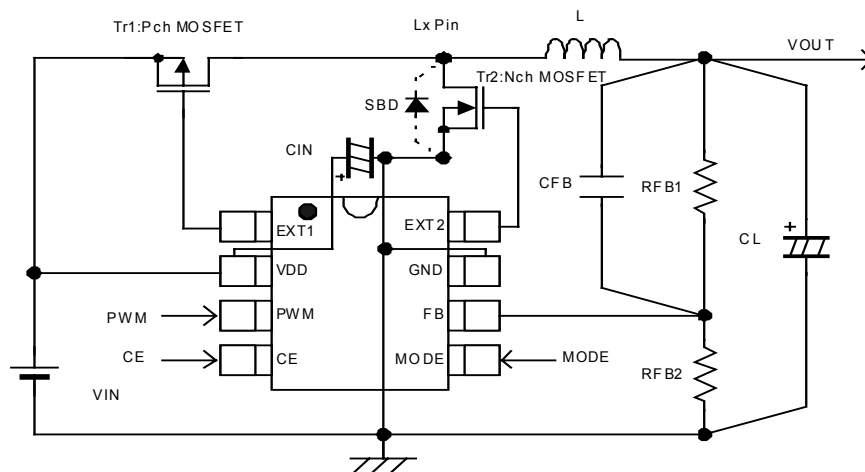 Tr1:Pch MOSFET
Lx Pin
L
VOUT
Tr2:Nch MOSFET
SBD
CIN
+
CFB
RFB1
+
CL
EXT1
EXT2
VDD
GND
PWM
PWM
FB
CE
CE
MODE
MODE
RFB2
VIN